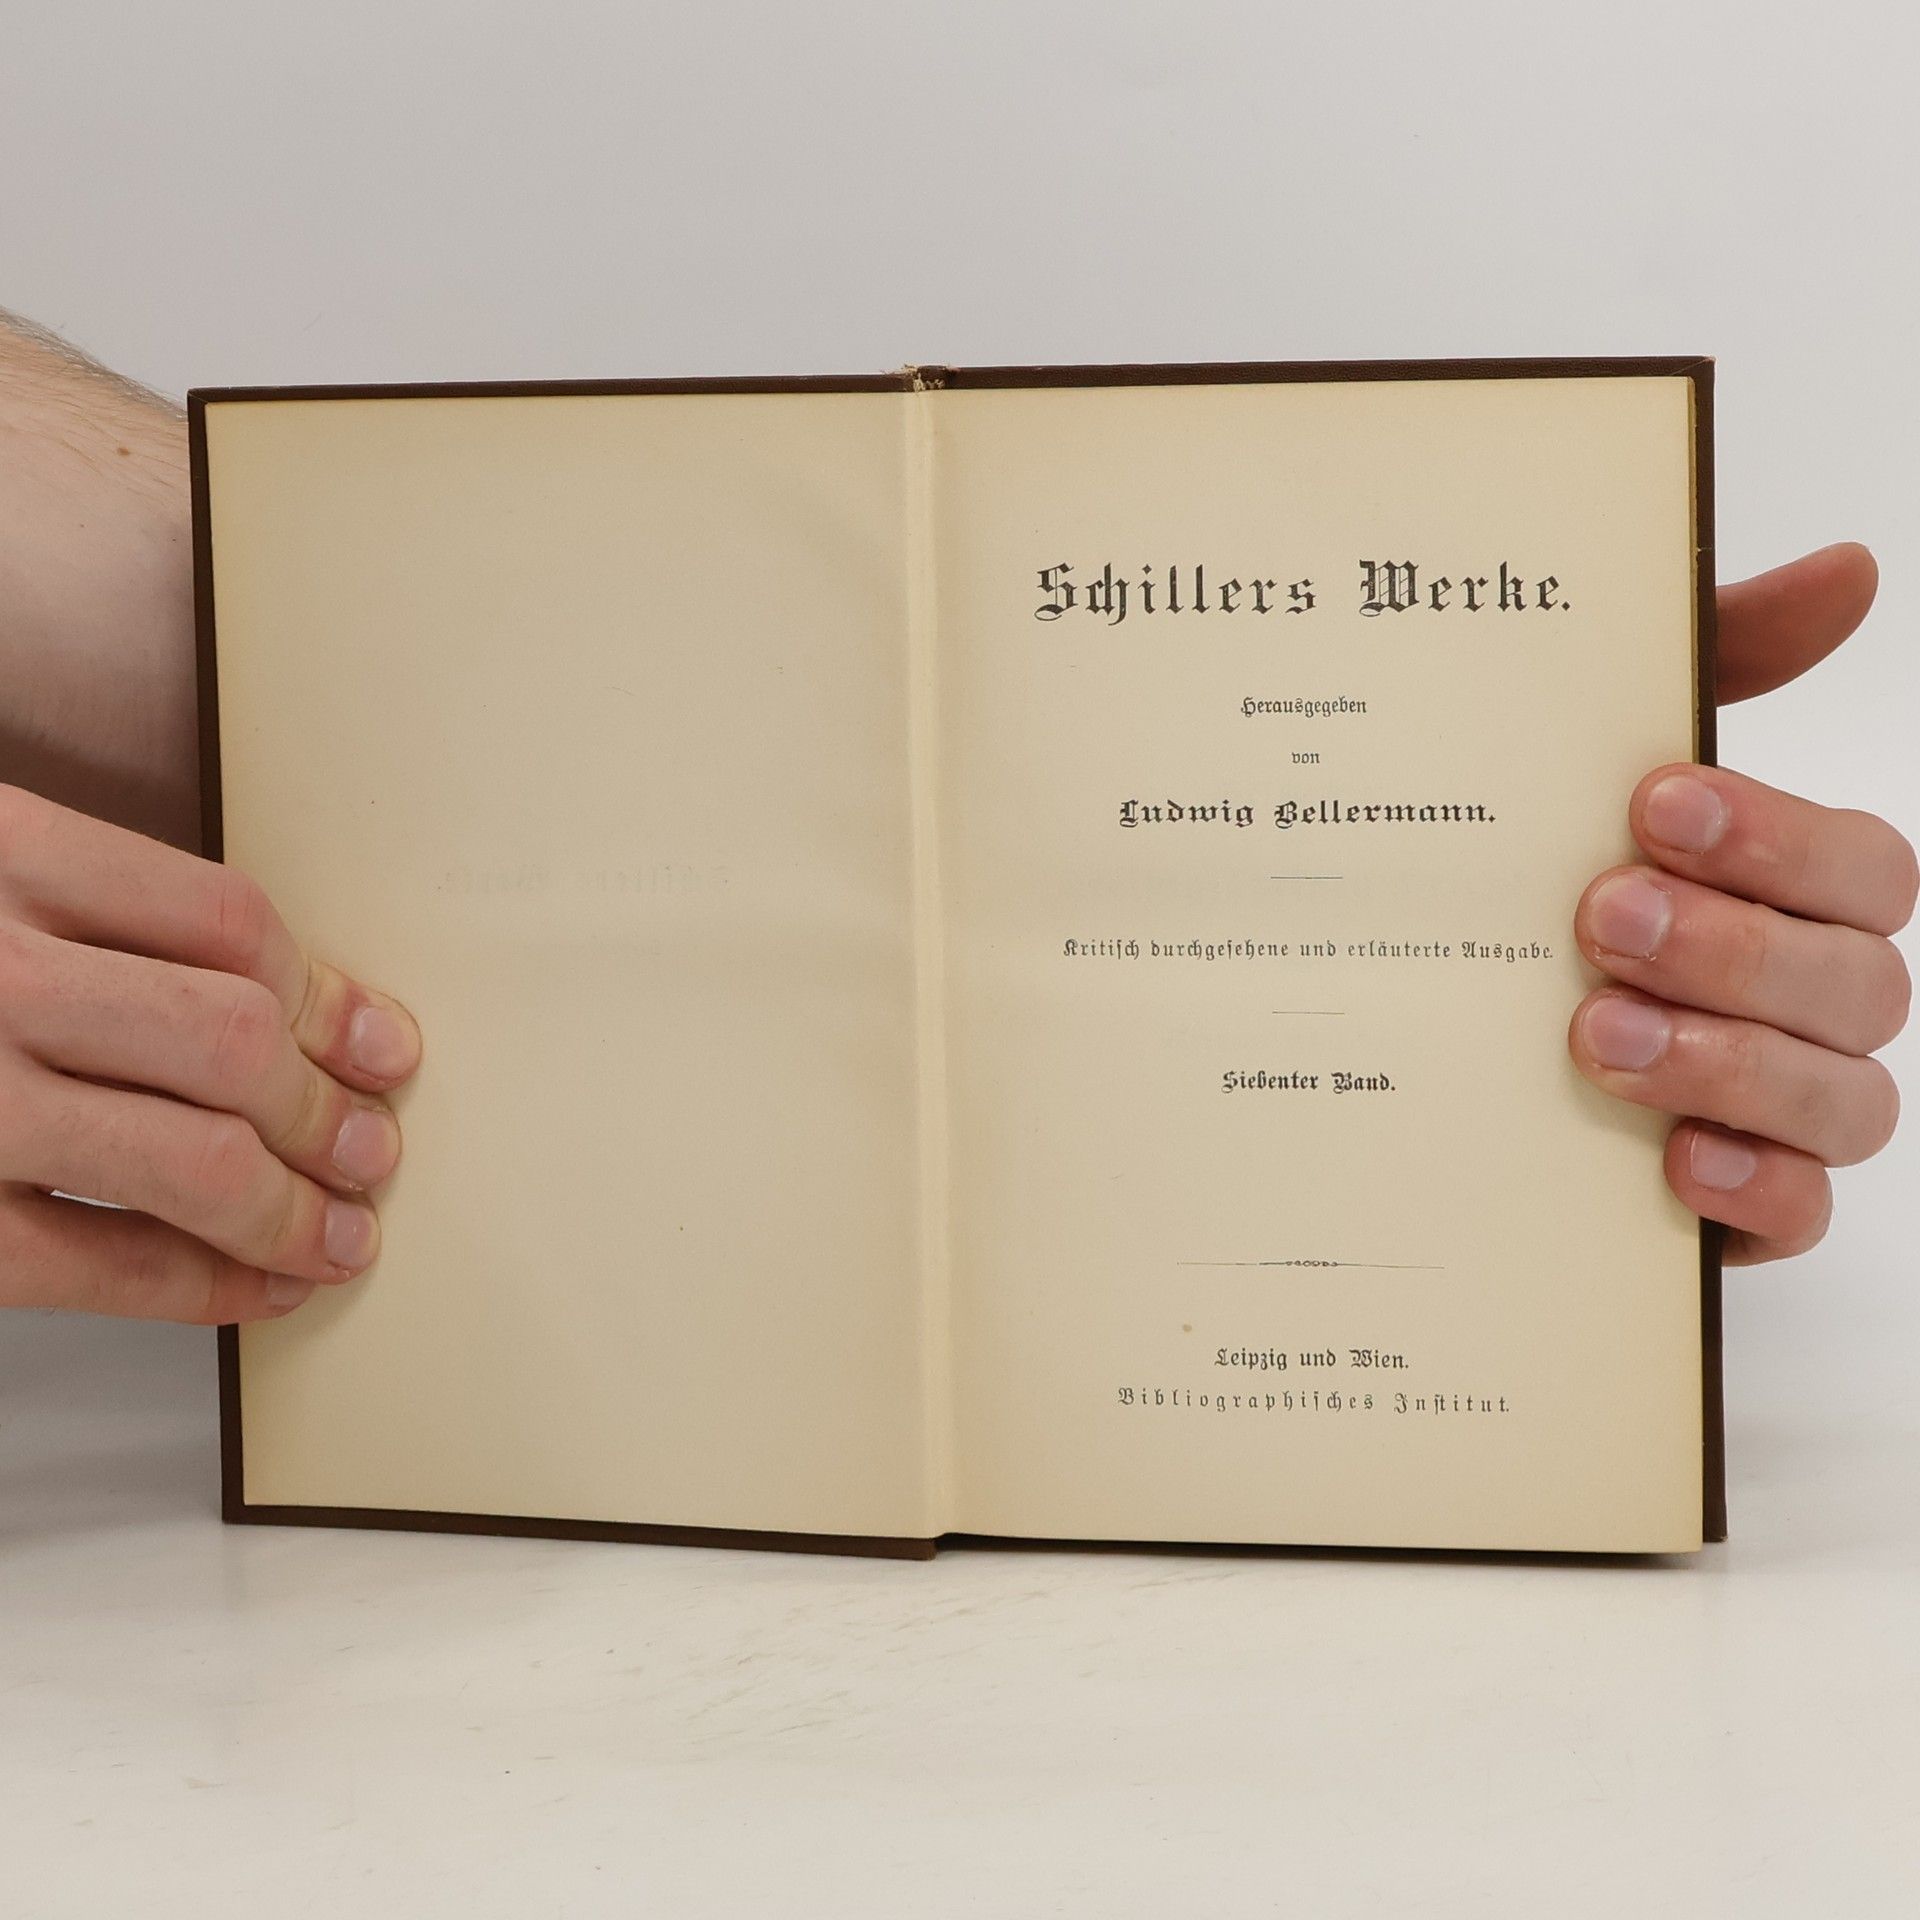 Schillers Werke.
Herausgegeben
von
Ludwig Bellermann.
Kritiſch durchgeſehene und erläuterte Ausgabe.
Siebenter Band.
Leipzig und Wien.
Bibliographiſches Inſtitut.